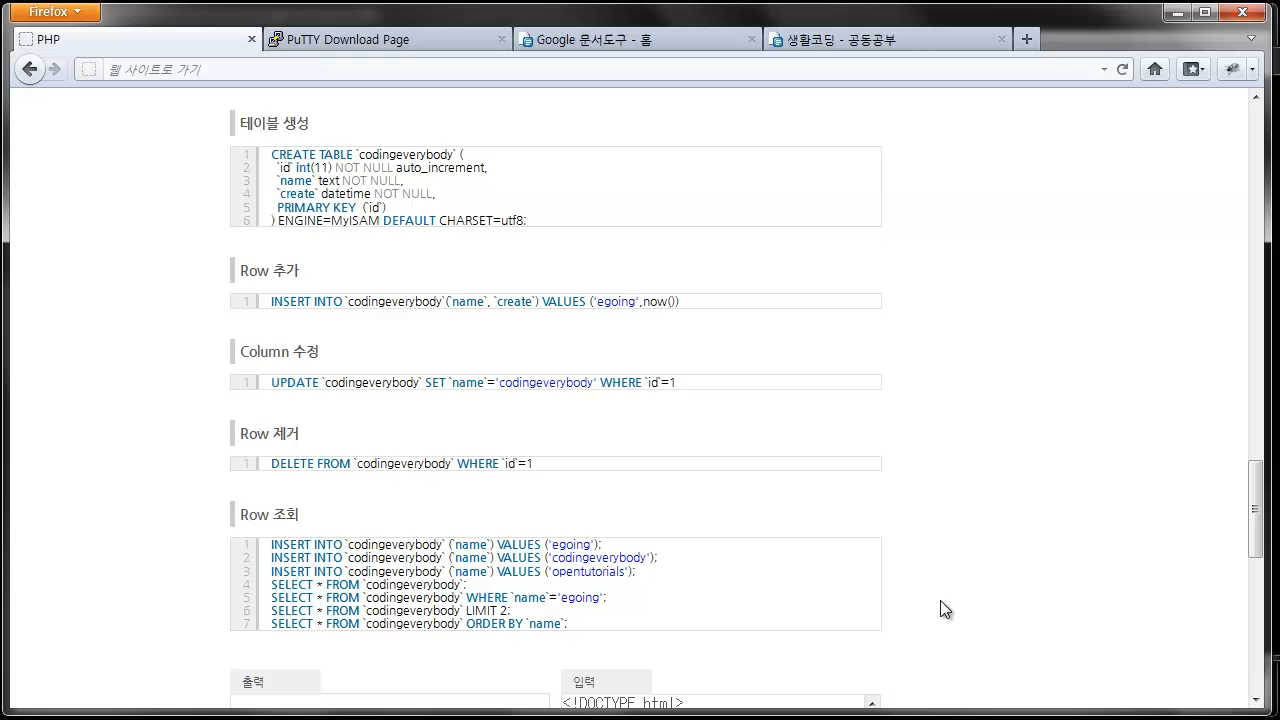 Firefox
PHP
PuTTY Download Page
Google 문서도구 - 홈
생활코딩 - 공동공부
웹 사이트로 가기
테이블 생성
1 CREATE TABLE `codingeverybody` (
2 `id` int(11) NOT NULL auto_increment,
3 `name` text NOT NULL,
4 `create` datetime NOT NULL,
5 PRIMARY KEY (`id`)
6 ) ENGINE=MyISAM DEFAULT CHARSET=utf8;
Row 추가
1 INSERT INTO `codingeverybody`(`name`, `create`) VALUES ('egoing',now())
Column 수정
1 UPDATE `codingeverybody` SET `name`='codingeverybody' WHERE `id`=1
Row 제거
1 DELETE FROM `codingeverybody` WHERE `id`=1
Row 조회
1 INSERT INTO `codingeverybody` (`name`) VALUES ('egoing');
2 INSERT INTO `codingeverybody` (`name`) VALUES ('codingeverybody');
3 INSERT INTO `codingeverybody` (`name`) VALUES ('opentutorials');
4 SELECT * FROM `codingeverybody`;
5 SELECT * FROM `codingeverybody` WHERE `name`='egoing';
6 SELECT * FROM `codingeverybody` LIMIT 2;
7 SELECT * FROM `codingeverybody` ORDER BY `name`;
출력
입력
<!DOCTYPE html>